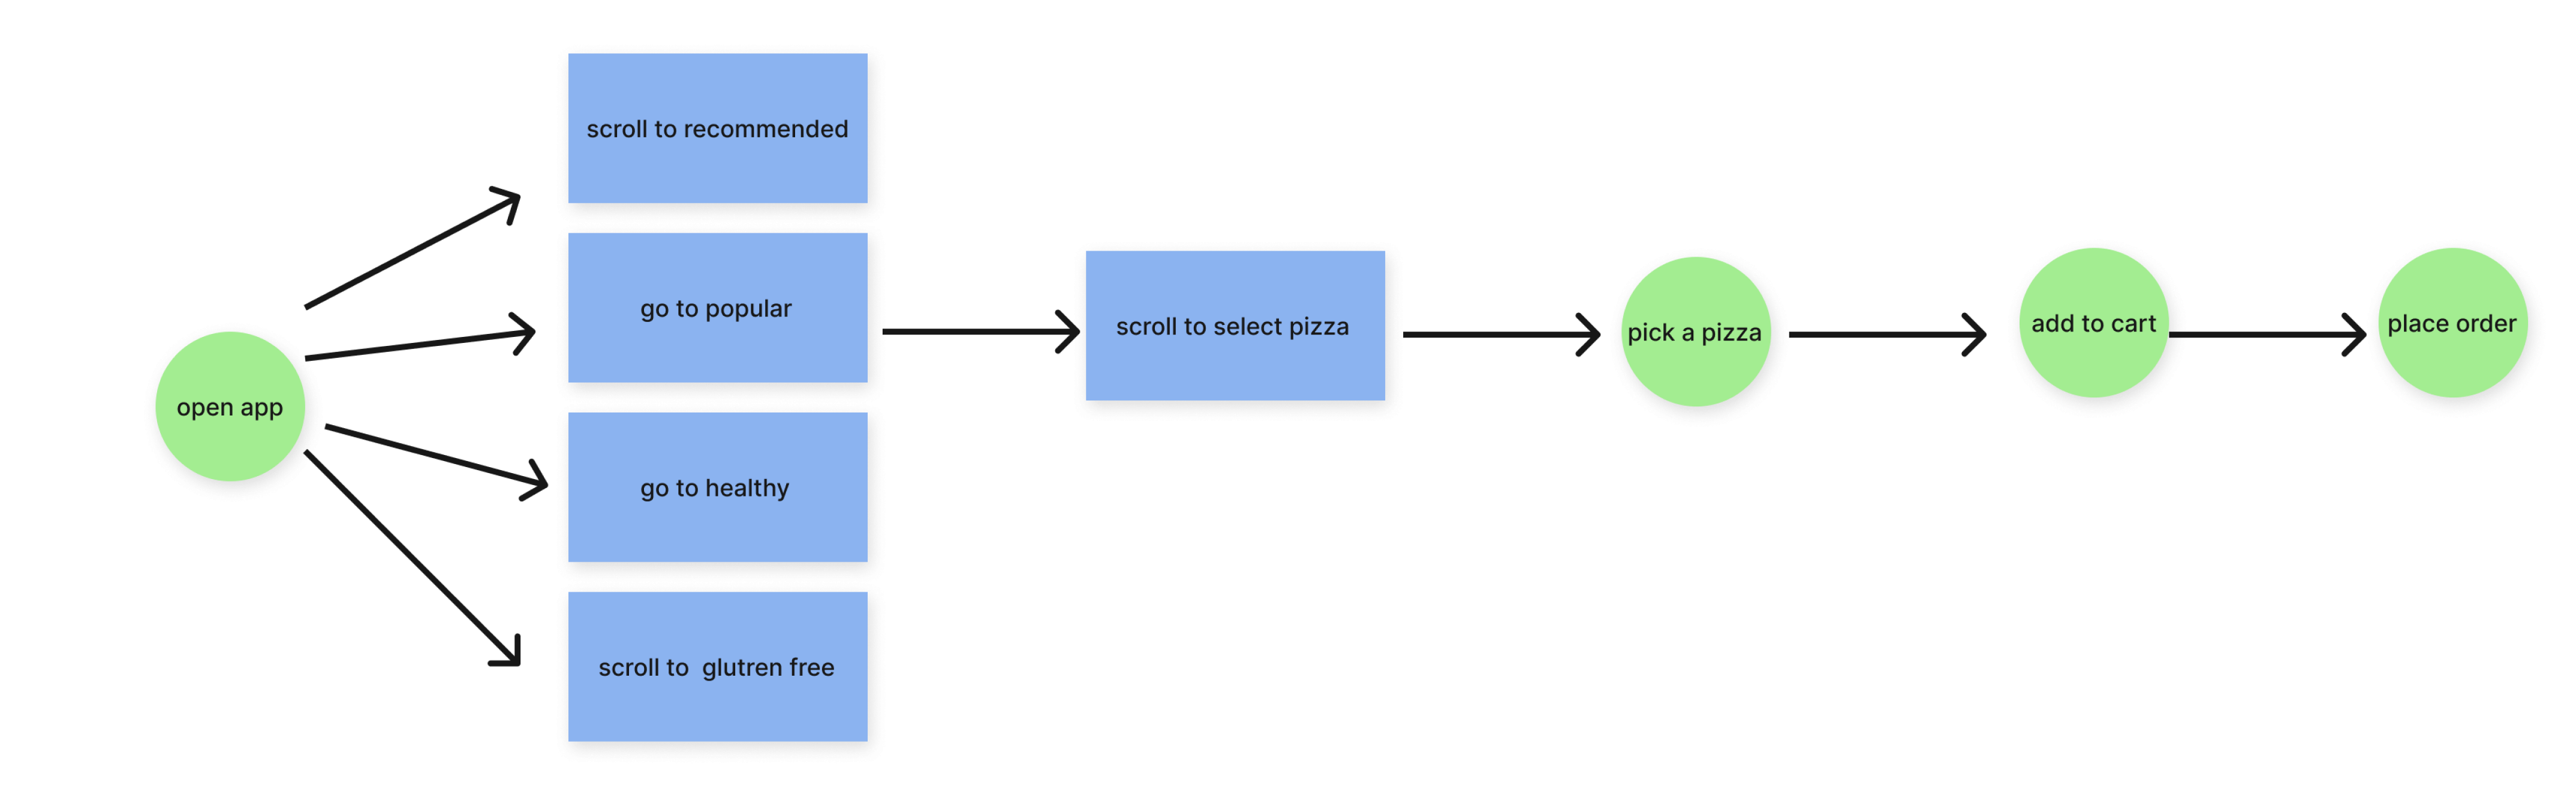 open app
scroll to recommended
go to popular
go to healthy
scroll to  glutren free
scroll to select pizza
pick a pizza
add to cart
place order